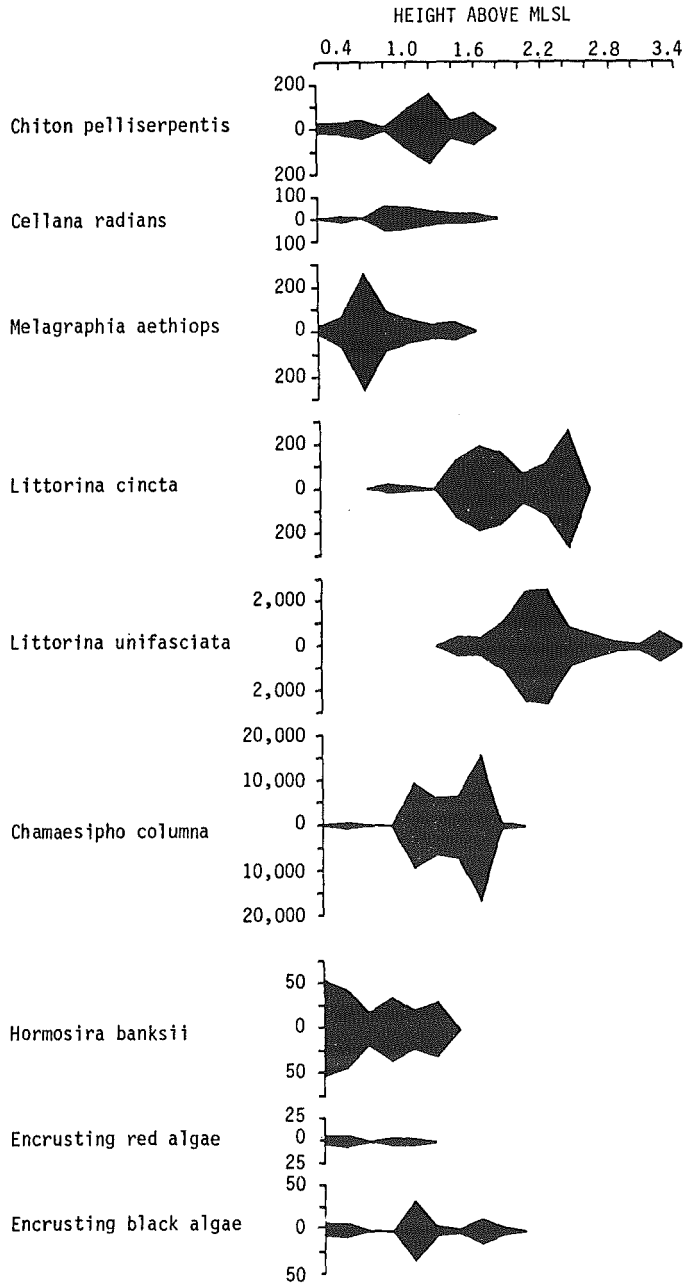 HEIGHT ABOVE MLSL
0.4 1.0 1.6 2.2 2.8 3.4
200
Chiton pelliserpentis 0
200
100
Cellana radians 0
100
200
Melagraphia aethiops 0
200
200
Littorina cincta 0
200
2,000
Littorina unifasciata 0
2,000
20,000
10,000
Chamaesipho columna 0
10,000
20,000
50
Hormosira banksii 0
50
25
Encrusting red algae 0
25
50
Encrusting black algae 0
50